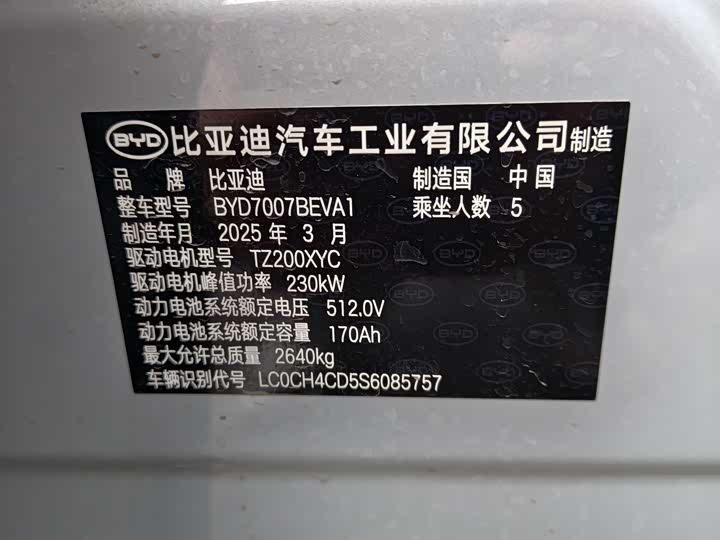 BYD 比亚迪汽车工业有限公司 制造
品 牌 比亚迪 制造国 中国
整车型号 BYD7007BEVA1 乘坐人数 5
制造年月 2025 年 3 月
驱动电机型号 TZ200XYC
驱动电机峰值功率 230kW
动力电池系统额定电压 512.0V
动力电池系统额定容量 170Ah
最大允许总质量 2640kg
车辆识别代号 LC0CH4CD5S6085757